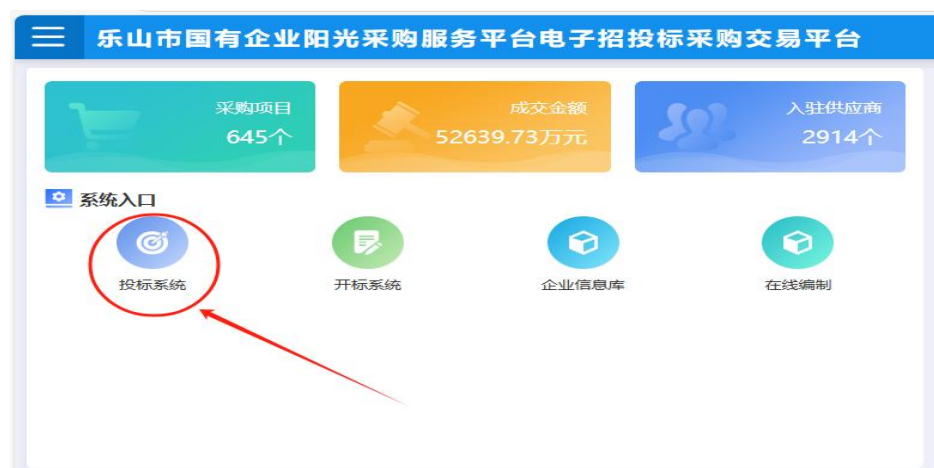 乐山市国有企业阳光采购服务平台电子招投标采购交易平台
采购项目
645个
成交金额
52639.73万元
入驻供应商
2914个
系统入口
投标系统
开标系统
企业信息库
在线编制